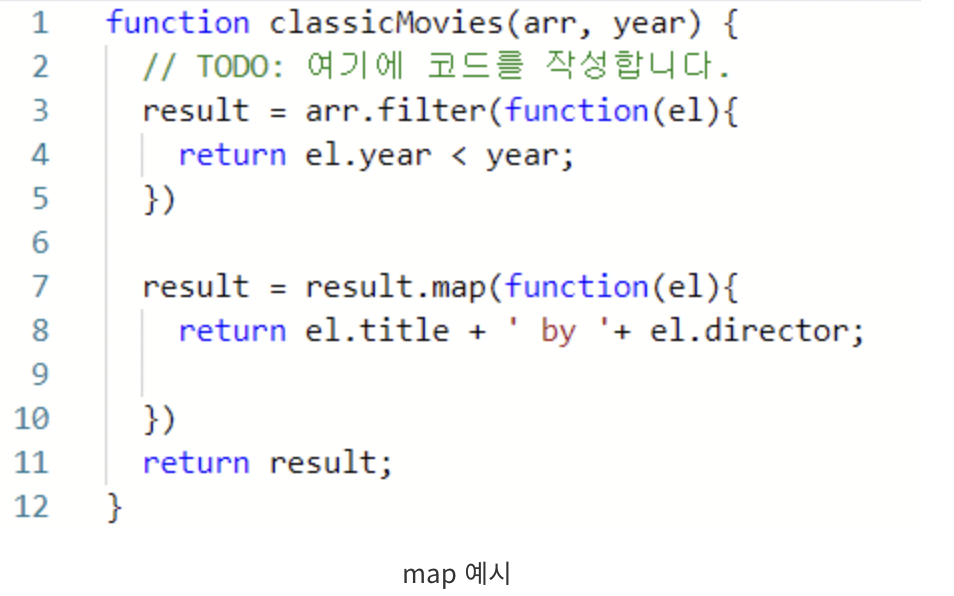 1 function classicMovies(arr, year) {
2 // TODO: 여기에 코드를 작성합니다.
3 result = arr.filter(function(el){
4 return el.year < year;
5 })
6
7 result = result.map(function(el){
8 return el.title + ' by '+ el.director;
9
10 })
11 return result;
12 }
map 예시